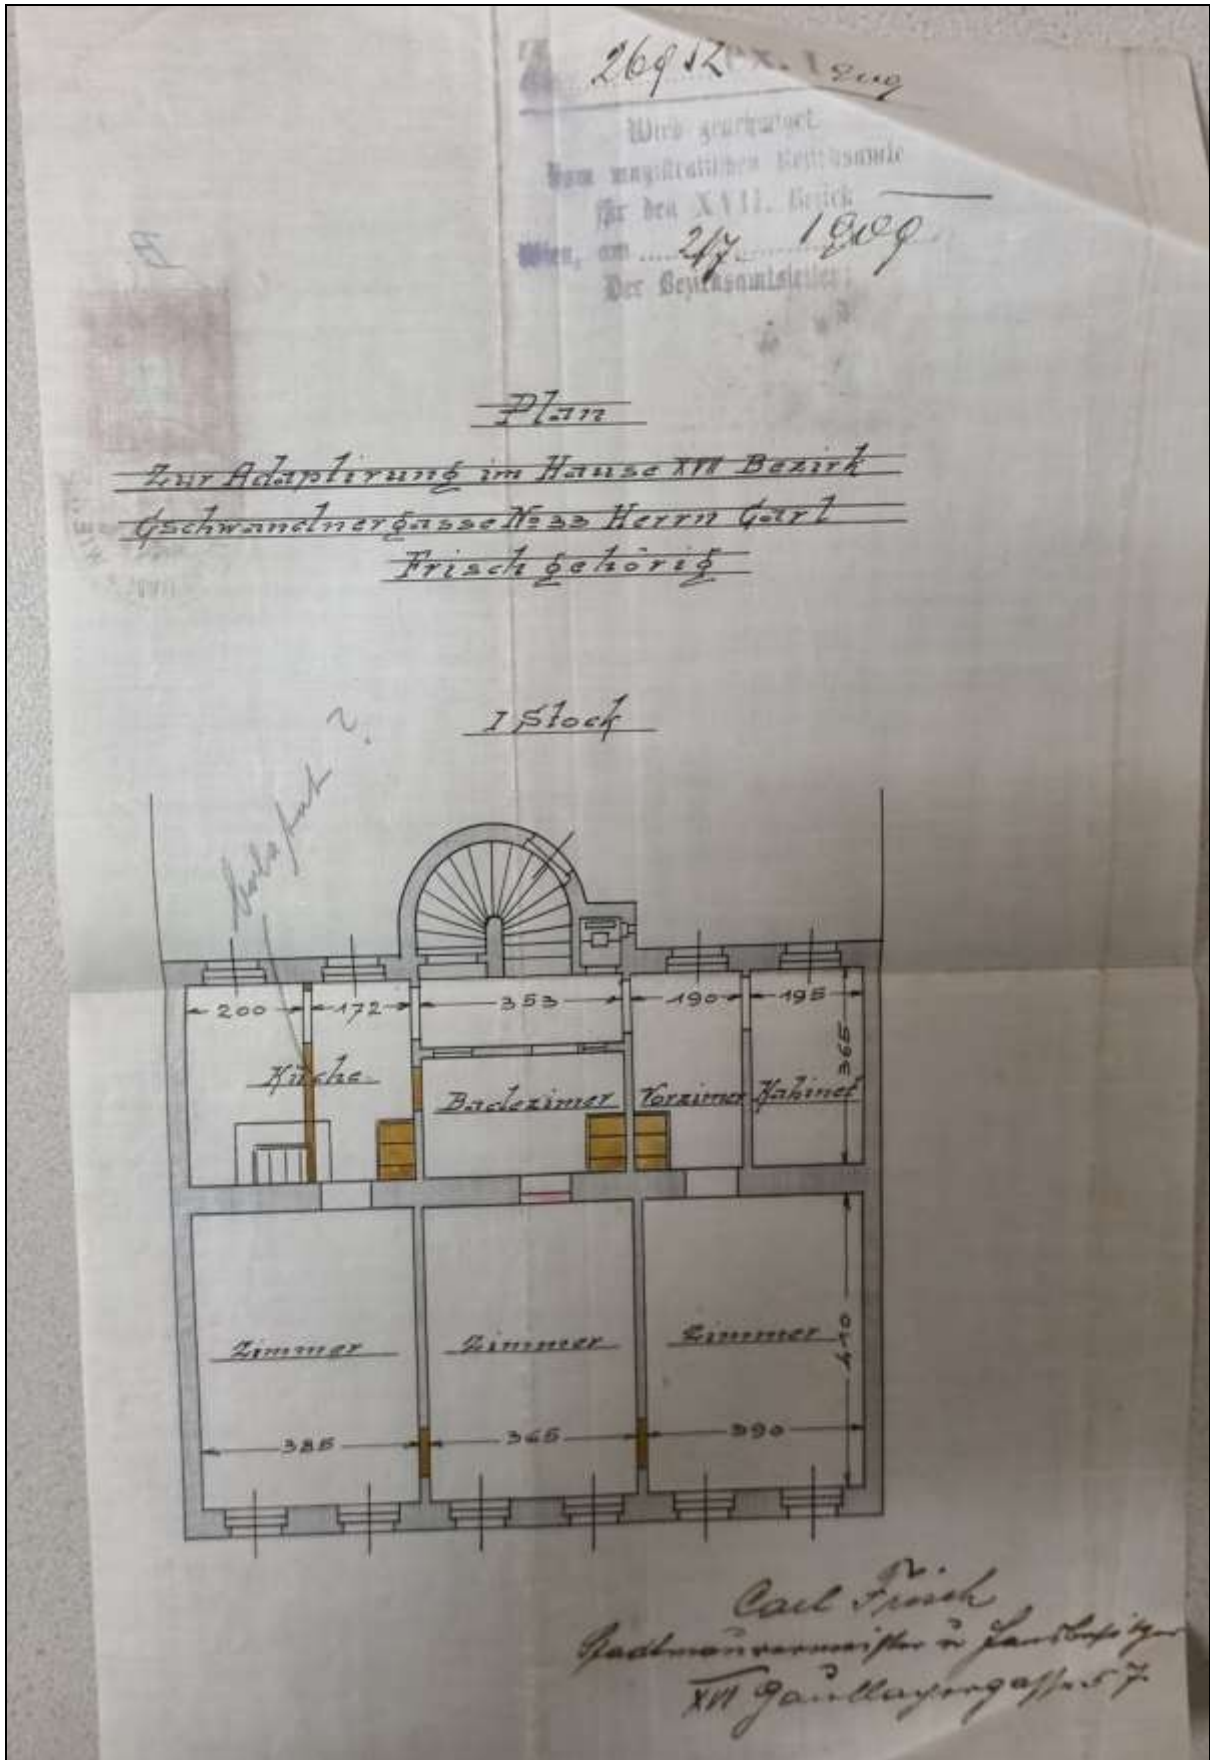 26912
Wird genehmigt.
Vom magistratischen Bezirksamte
für den XVII. Bezirk
Wien, am 2/7 1909
Der Bezirksamtsleiter:
Plan
Zur Adaptirung im Hause XVII Bezirk
Gschwandnergasse No 33 Herrn Carl
Frisch gehörig
I Stock
?
200 172 353 190 195
365
Küche Badezimer Vorzimer Kabinet
Zimmer Zimmer Zimmer
410
385 365 390
Carl Frisch
Stadtmaurermeister u Hausbesitzer
XVII 57